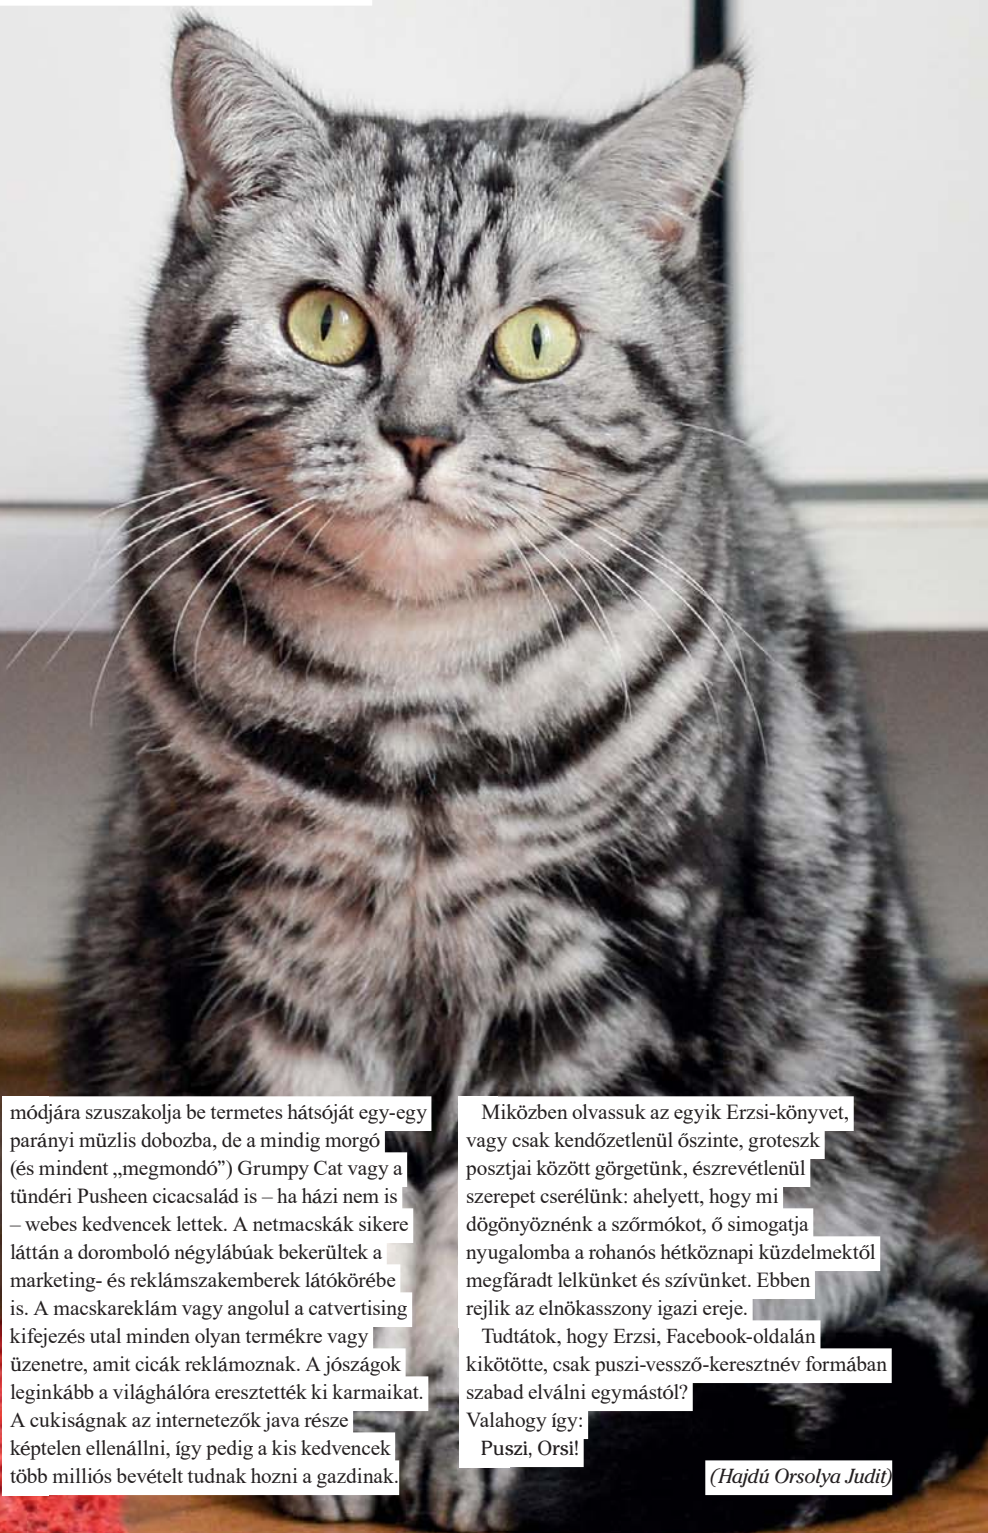 módjára szuszakolja be termetes hátsóját egy-egy
parányi müzlis dobozba, de a mindig morgó
(és mindent „megmondó”) Grumpy Cat vagy a
tündéri Pusheen cicacsalád is – ha házi nem is
– webes kedvencek lettek. A netmacskák sikere
láttán a doromboló négylábúak bekerültek a
marketing- és reklámszakemberek látókörébe
is. A macskareklám vagy angolul a catvertising
kifejezés utal minden olyan termékre vagy
üzenetre, amit cicák reklámoznak. A jószágok
leginkább a világhálóra eresztették ki karmaikat.
A cukiságnak az internetezők java része
képtelen ellenállni, így pedig a kis kedvencek
több milliós bevételt tudnak hozni a gazdinak.
Miközben olvassuk az egyik Erzsi-könyvet,
vagy csak kendőzetlenül őszinte, groteszk
posztjai között görgetünk, észrevétlenül
szerepet cserélünk: ahelyett, hogy mi
dögönyöznénk a szőrmókot, ő simogatja
nyugalomba a rohanós hétköznapi küzdelmektől
megfáradt lelkünket és szívünket. Ebben
rejlik az elnökasszony igazi ereje.
Tudtátok, hogy Erzsi, Facebook-oldalán
kikötötte, csak puszi-vessző-keresztnév formában
szabad elválni egymástól?
Valahogy így:
Puszi, Orsi!
(Hajdú Orsolya Judit)